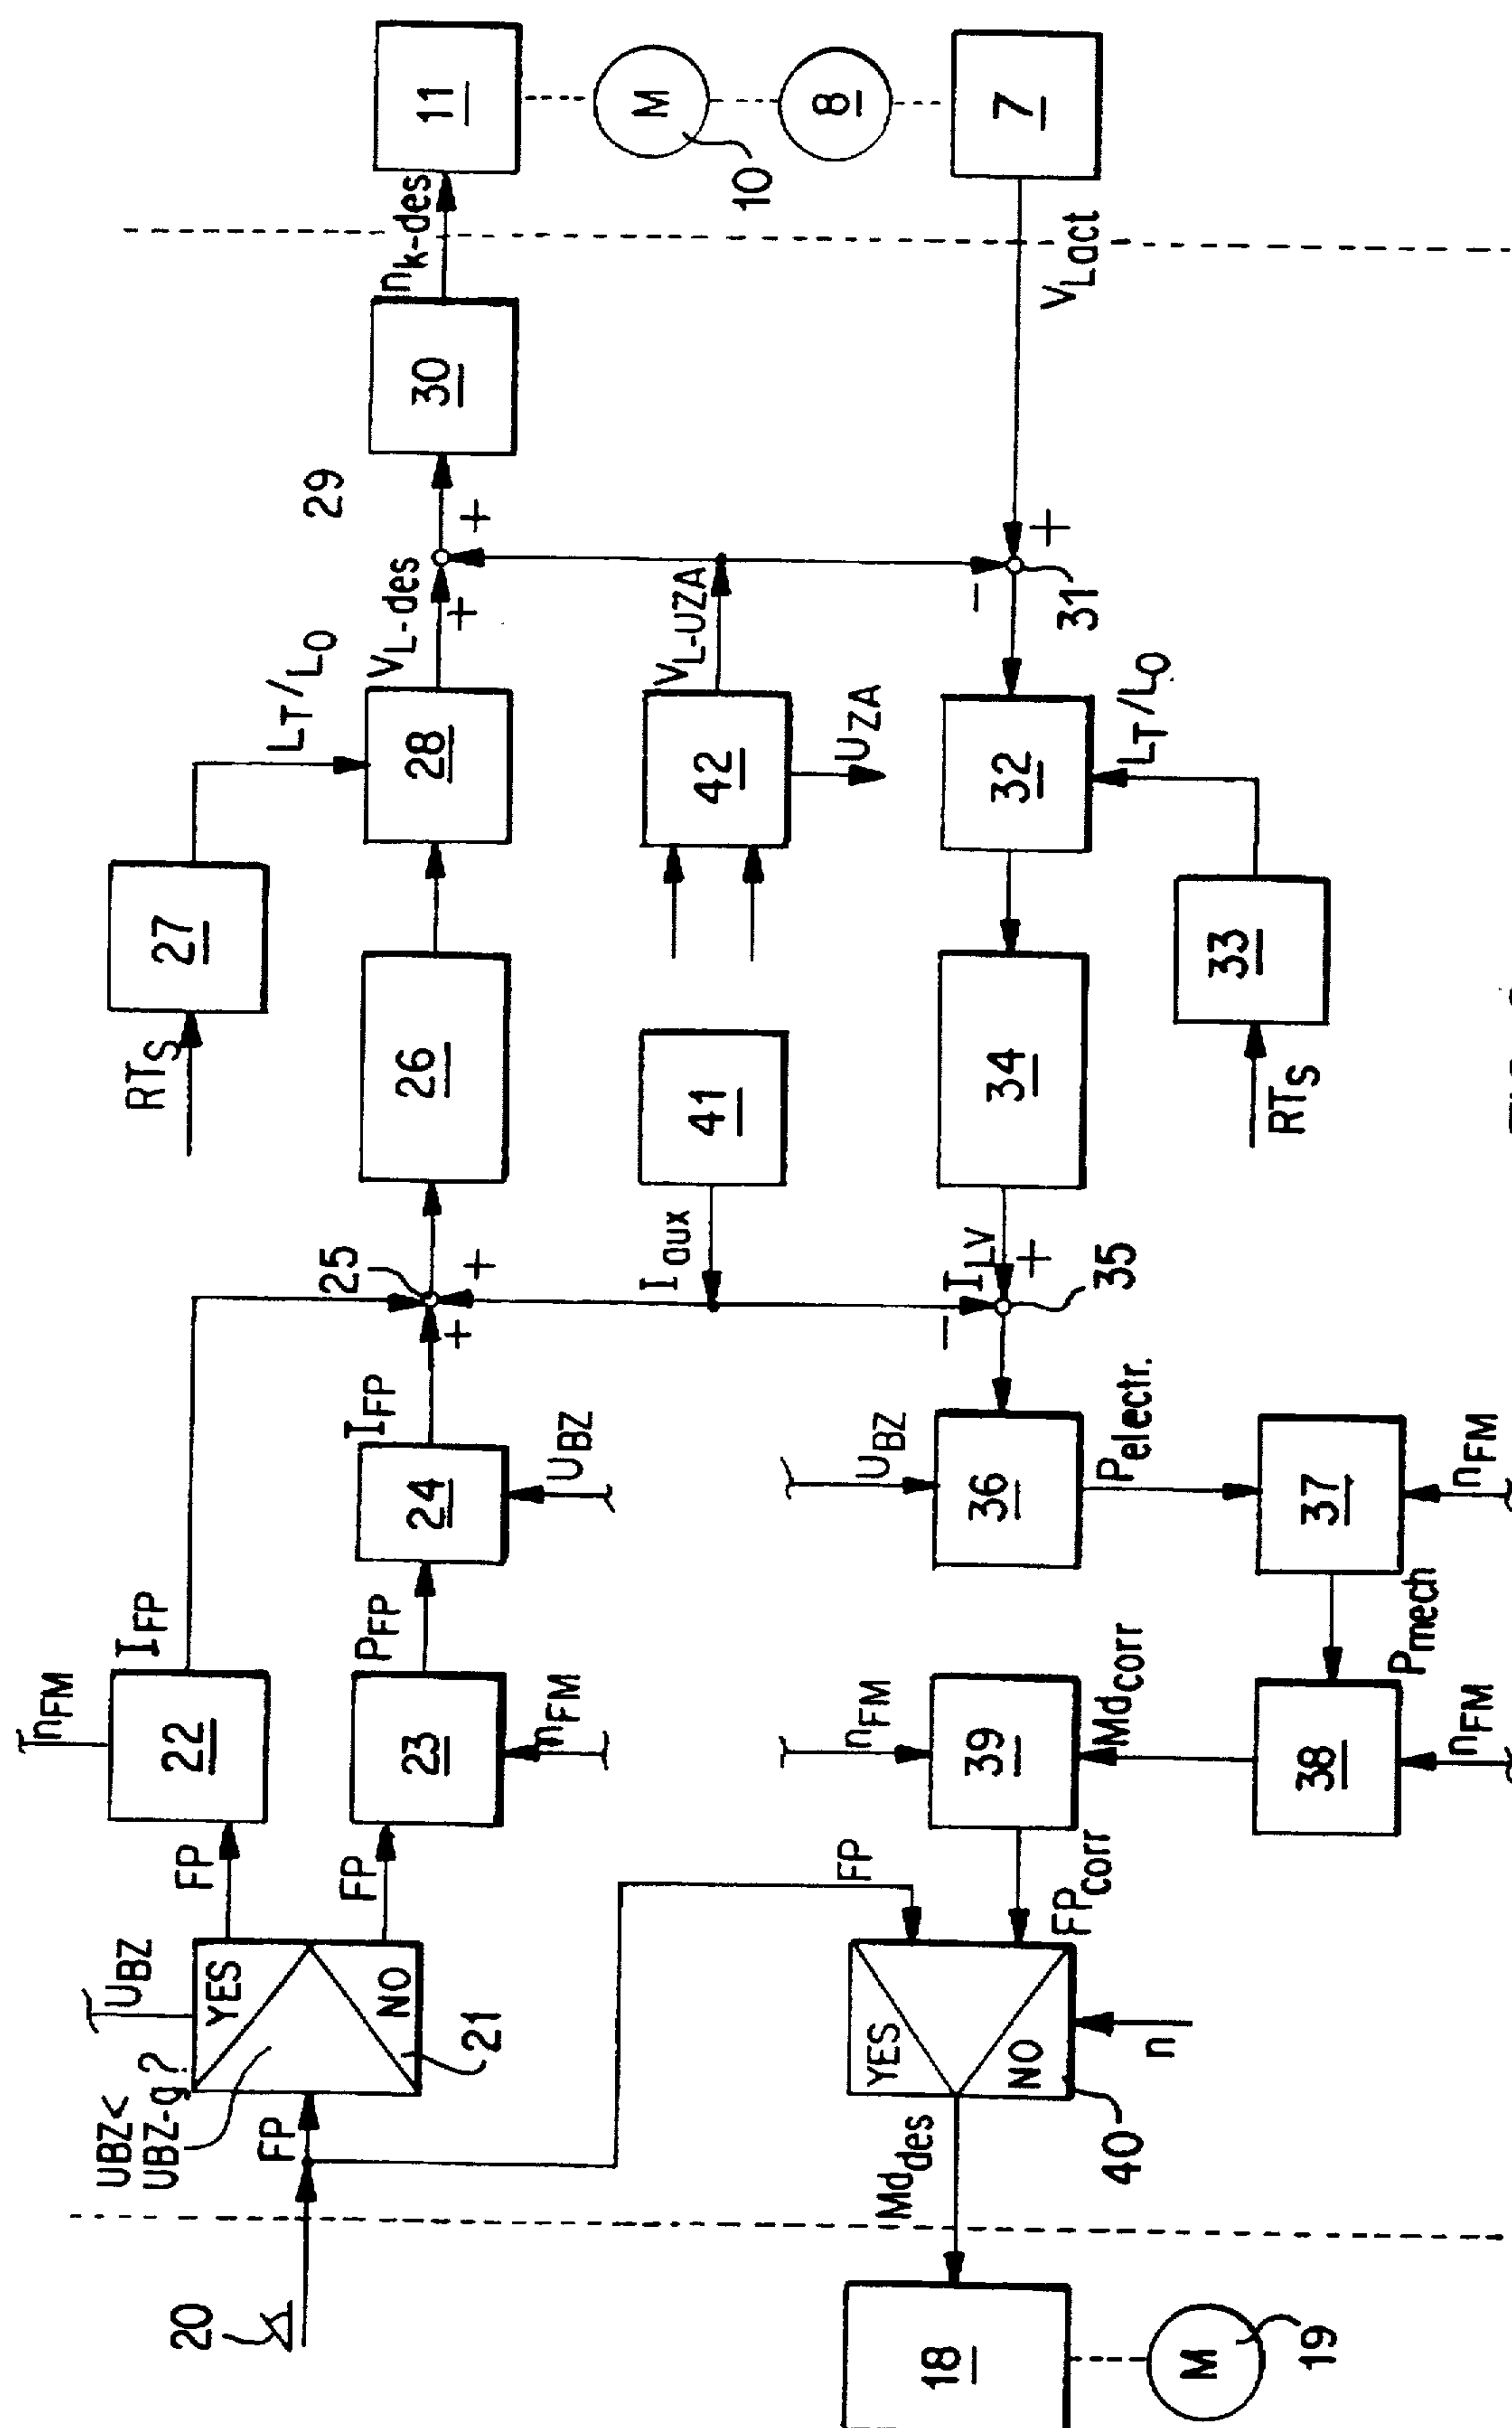 20
FP
UBZ<
UBZ-g?
UBZ
YES
NO
21
FP
FP
nFM
22
IFP
23
nFM
PFP
24
UBZ
IFP
25
+
+
26
RTS
27
LT/LO
28
VL-des
+
29
+
30
nk-des
11
M
10
8
7
VLact
+
31
-
VL-UZA
42
UZA
41
Iaux
32
LT/LO
33
RTS
34
ILV
+
-
35
UBZ
36
Pelectr.
37
nFM
Pmech
38
nFM
Mdcorr
39
nFM
FPcorr
FP
YES
NO
n
40
Mddes
18
M
19